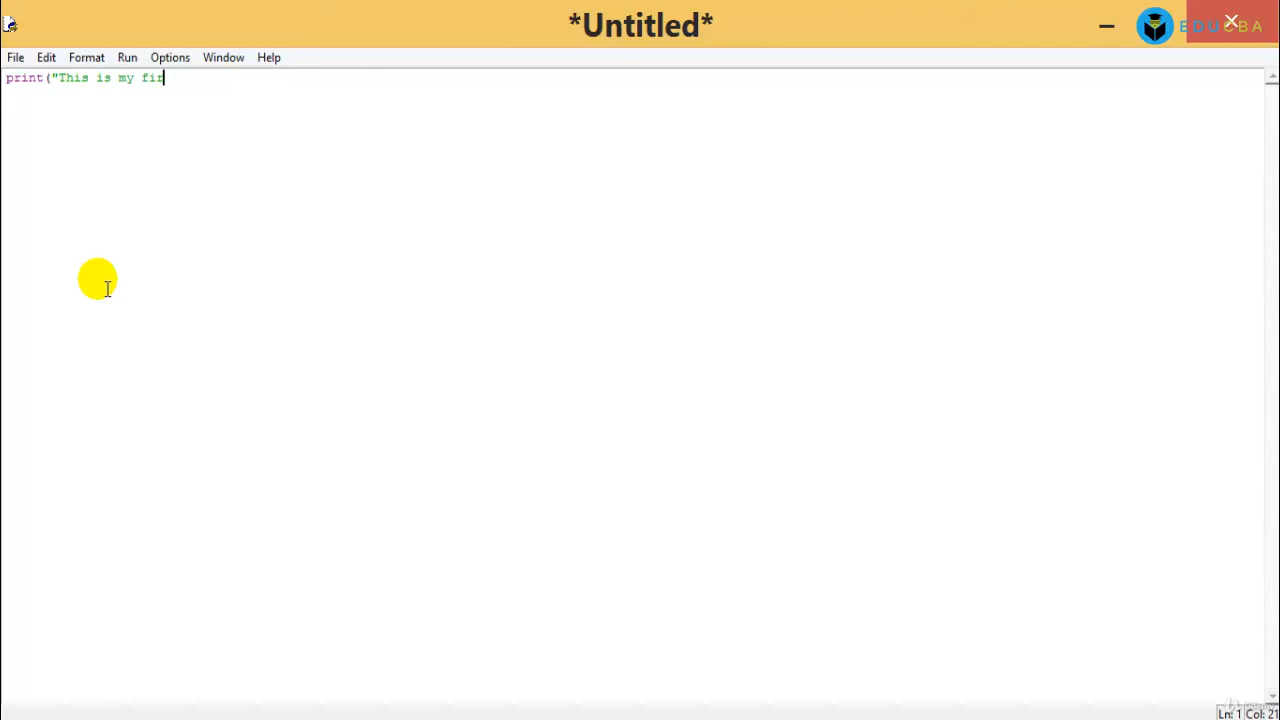 *Untitled*
EDUCBA
File Edit Format Run Options Window Help
print("This is my fir
Ln: 1 Col: 21